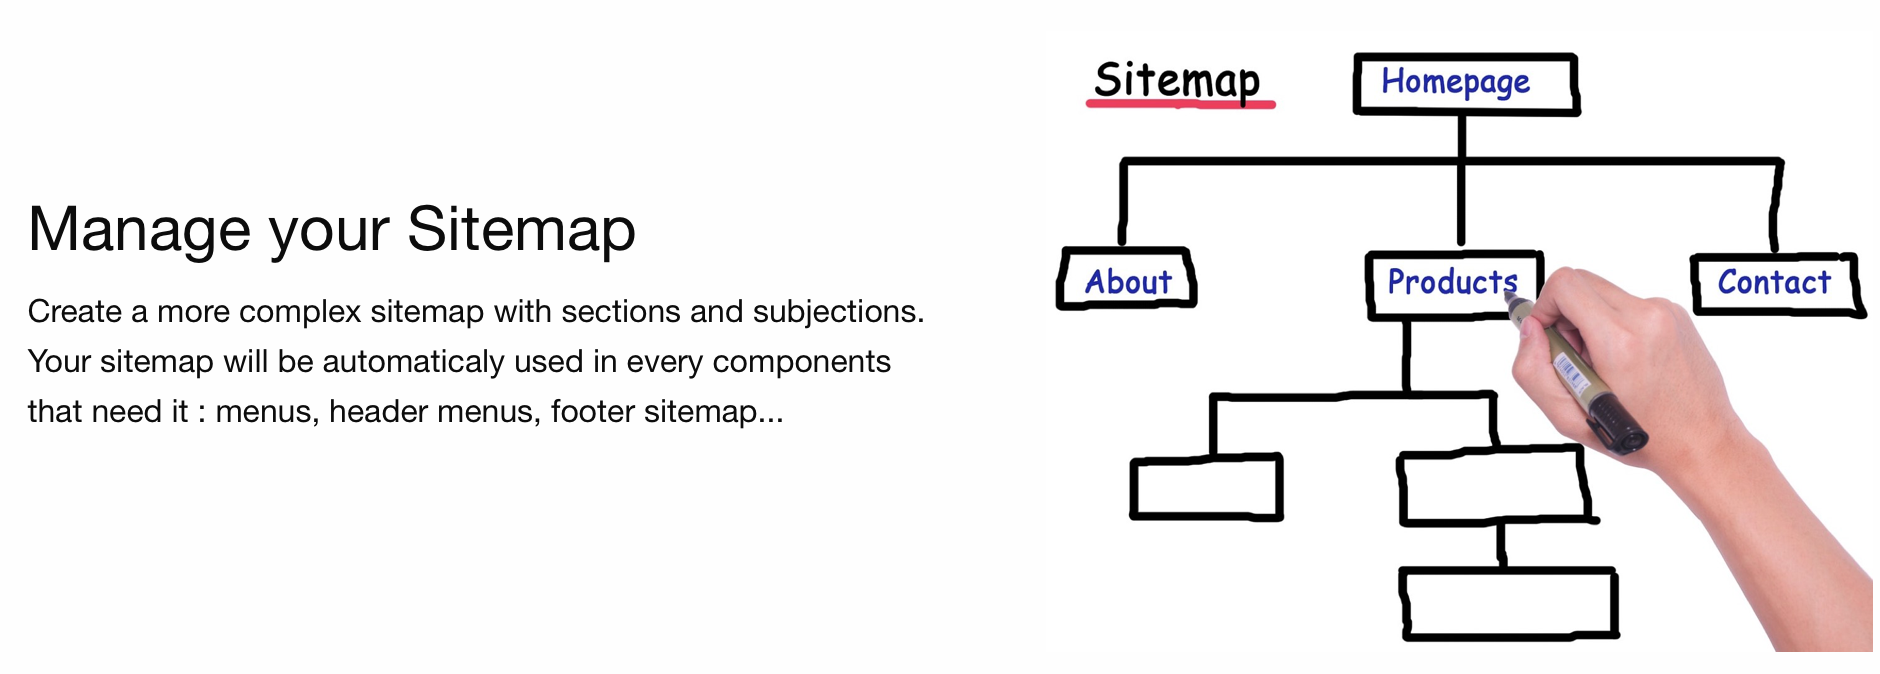 Manage your Sitemap
Create a more complex sitemap with sections and subjections.
Your sitemap will be automaticaly used in every components
that need it : menus, header menus, footer sitemap...
Sitemap
Homepage
About
Products
Contact